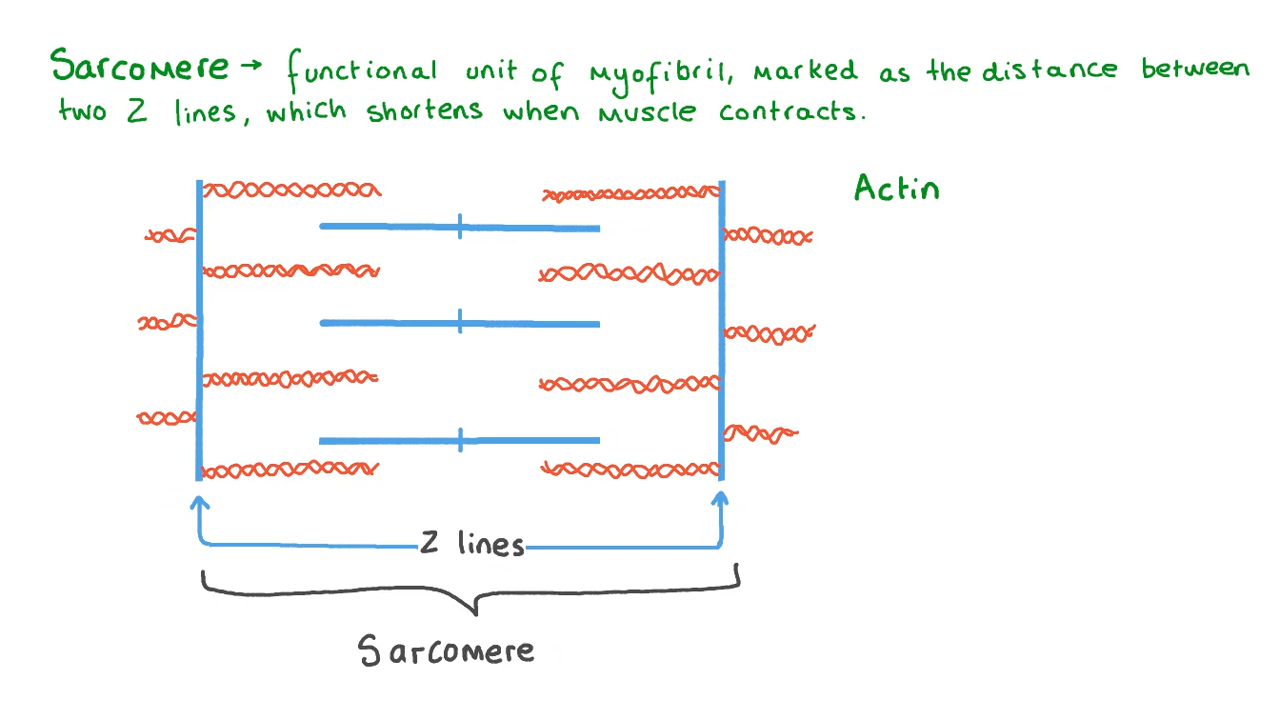 Sarcomere → functional unit of myofibril, marked as the distance between
two Z lines, which shortens when muscle contracts.
Actin
Z lines
Sarcomere